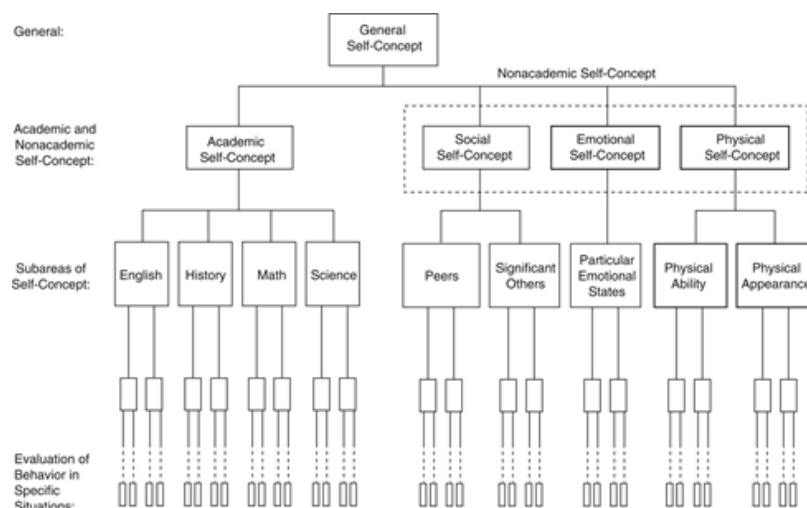 General:
General
Self-Concept
Nonacademic Self-Concept
Academic and
Nonacademic
Self-Concept:
Academic
Self-Concept
Social
Self-Concept
Emotional
Self-Concept
Physical
Self-Concept
Subareas of
Self-Concept:
English
History
Math
Science
Peers
Significant
Others
Particular
Emotional
States
Physical
Ability
Physical
Appearance
Evaluation of
Behavior in
Specific
Situations: